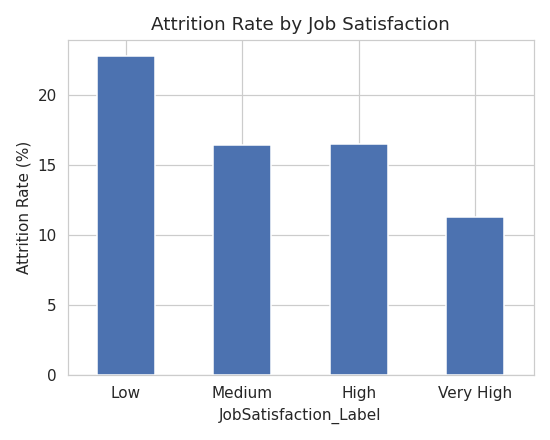 Attrition Rate by Job Satisfaction
Attrition Rate (%)
20
15
10
5
0
Low Medium High Very High
JobSatisfaction_Label